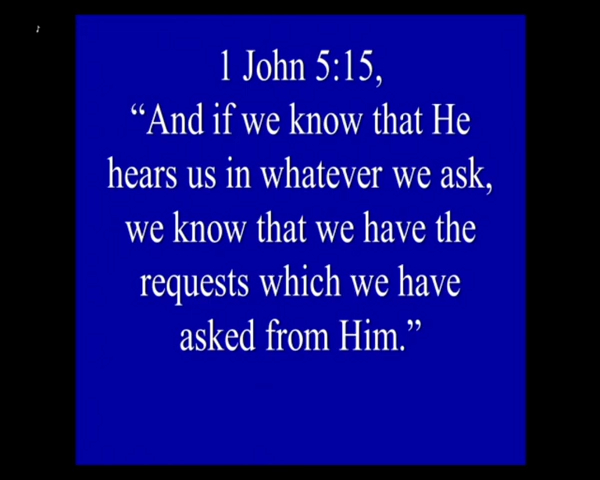 1 John 5:15,
“And if we know that He
hears us in whatever we ask,
we know that we have the
requests which we have
asked from Him.”